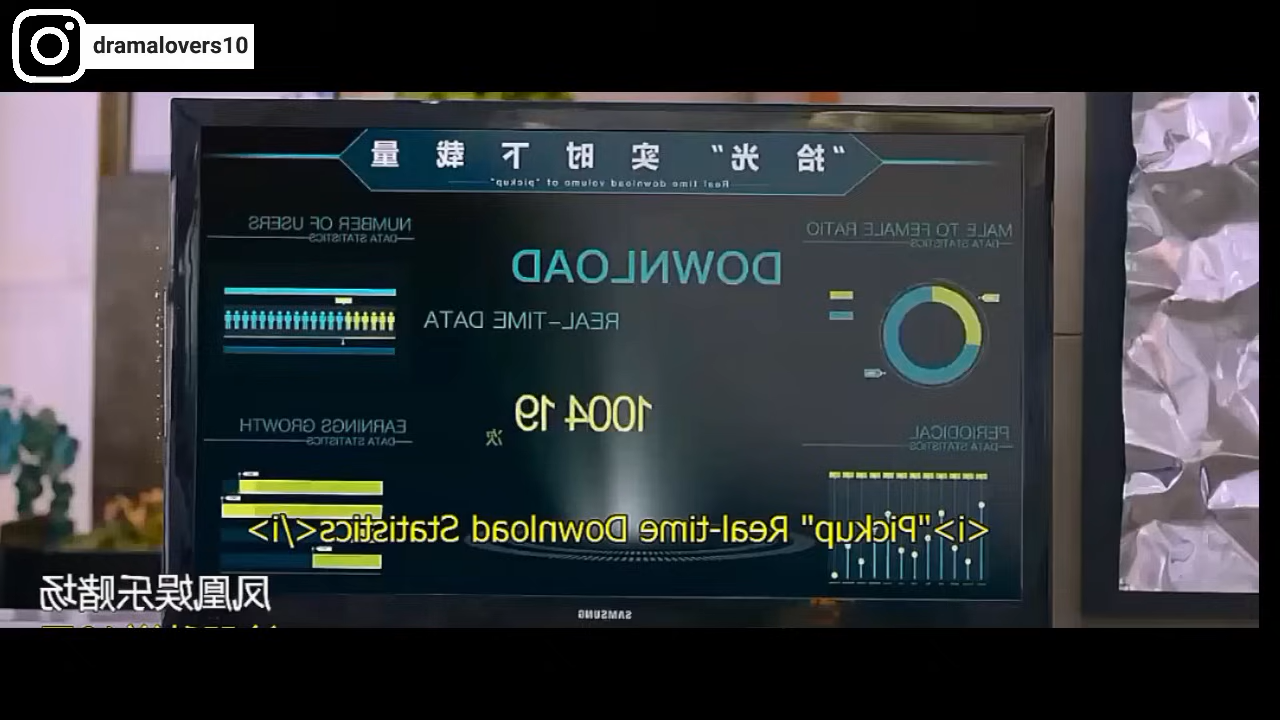 dramalovers10
“拾光”实时下载量
Real time download volume of "pickup"
MALE TO FEMALE RATIO
DATA STATISTICS
NUMBER OF USERS
DATA STATISTICS
DOWNLOAD
REAL-TIME DATA
1004 19 次
PERIODICAL
DATA STATISTICS
EARNINGS GROWTH
DATA STATISTICS
<i>"Pickup" Real-time Download Statistics</i>
凤凰娱乐赌场
SAMSUNG